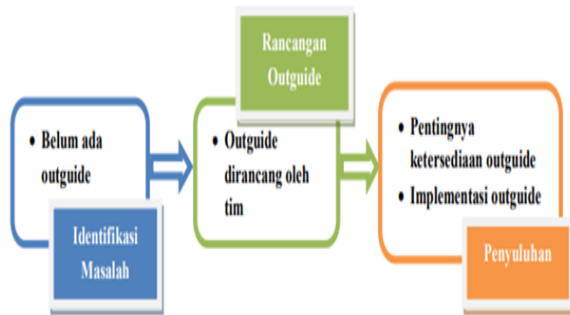 • Belum ada
outguide
Identifikasi
Masalah
Rancangan
Outguide
• Outguide
dirancang oleh
tim
• Pentingnya
ketersediaan outguide
• Implementasi outguide
Penyuluhan